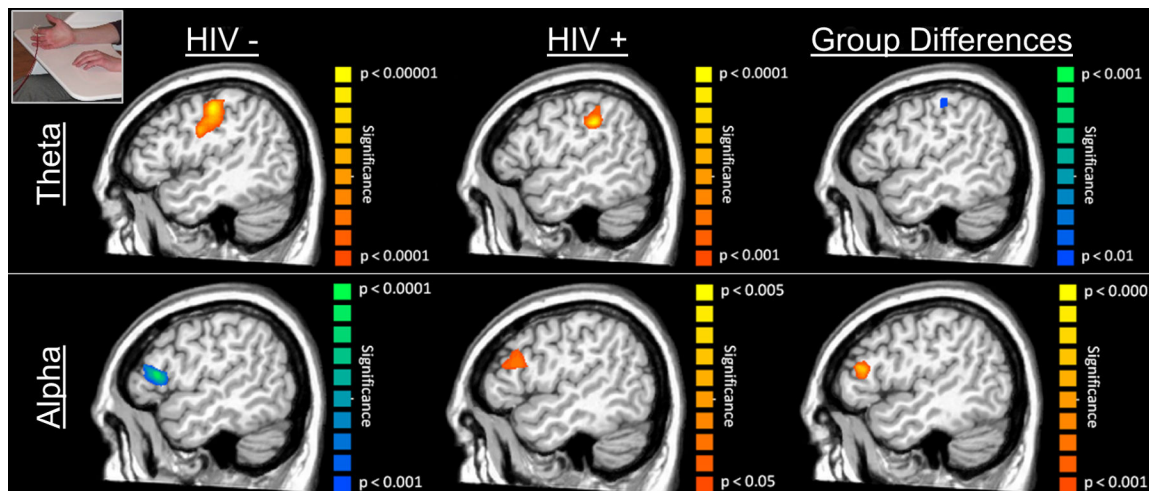 HIV -
HIV +
Group Differences
Theta
p < 0.00001
Significance
p < 0.0001
p < 0.0001
Significance
p < 0.001
p < 0.001
Significance
p < 0.01
Alpha
p < 0.0001
Significance
p < 0.001
p < 0.005
Significance
p < 0.05
p < 0.000
Significance
p < 0.001